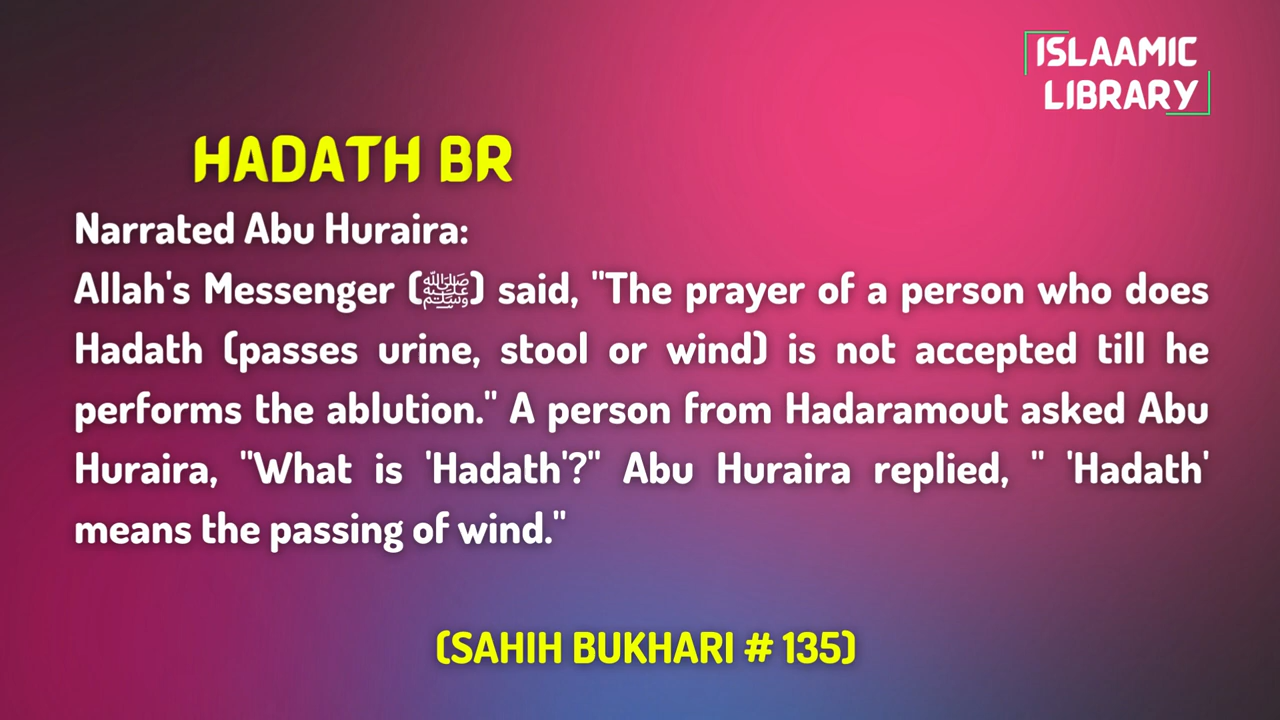 ISLAAMIC
LIBRARY
HADATH BR
Narrated Abu Huraira:
Allah's Messenger (ﷺ) said, "The prayer of a person who does
Hadath (passes urine, stool or wind) is not accepted till he
performs the ablution." A person from Hadaramout asked Abu
Huraira, "What is 'Hadath'?" Abu Huraira replied, " 'Hadath'
means the passing of wind."
(SAHIH BUKHARI # 135)